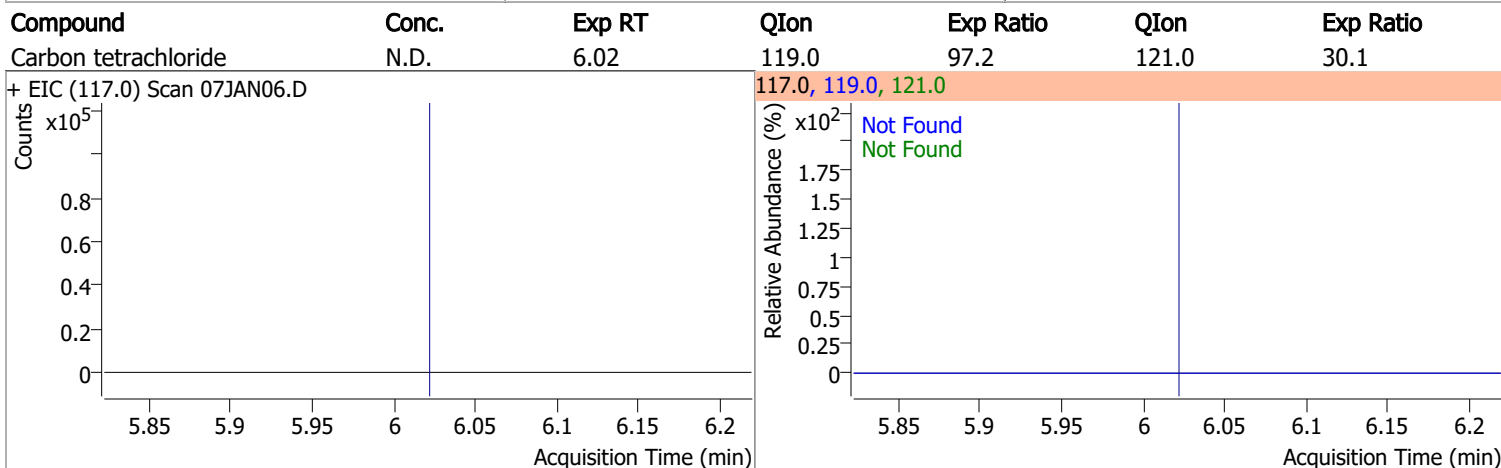 Compound Conc. Exp RT QIon Exp Ratio QIon Exp Ratio
Carbon tetrachloride N.D. 6.02 119.0 97.2 121.0 30.1
+ EIC (117.0) Scan 07JAN06.D
Counts
x10⁵
0.8
0.6
0.4
0.2
0
5.85 5.9 5.95 6 6.05 6.1 6.15 6.2
Acquisition Time (min)
117.0, 119.0, 121.0
Relative Abundance (%)
x10²
Not Found
Not Found
1.75
1.5
1.25
1
0.75
0.5
0.25
0
5.85 5.9 5.95 6 6.05 6.1 6.15 6.2
Acquisition Time (min)